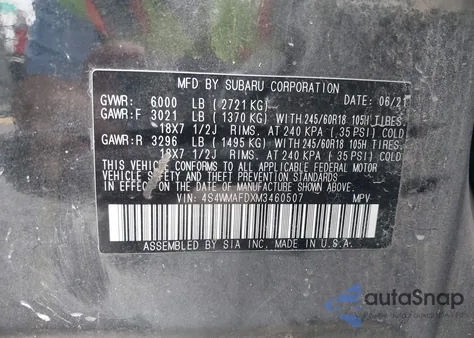 MFD BY SUBARU CORPORATION
GVWR: 6000 LB (2721 KG) DATE: 06/21
GAWR:F 3021 LB (1370 KG) WITH 245/60R18 105H TIRES,
18X7 1/2J RIMS. AT 240 KPA (35 PSI) COLD
GAWR:R 3296 LB (1495 KG) WITH 245/60R18 105H TIRES,
18X7 1/2J RIMS. AT 240 KPA (35 PSI) COLD
THIS VEHICLE CONFORMS TO ALL APPLICABLE FEDERAL MOTOR
VEHICLE SAFETY AND THEFT PREVENTION STANDARDS IN EFFECT
ON THE DATE OF MANUFACTURE SHOWN ABOVE.
VIN: 4S4WMAFDXM3460507 MPV
ASSEMBLED BY SIA INC. MADE IN U.S.A.
autoSnap